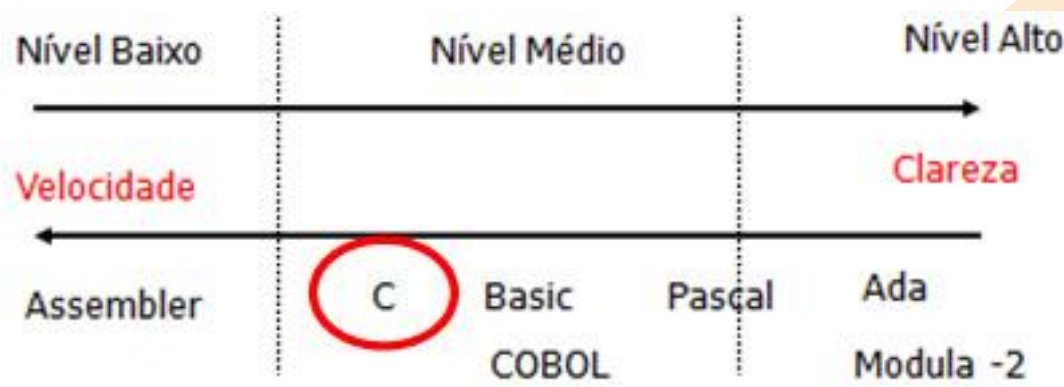 Nível Baixo Nível Médio Nível Alto
Velocidade Clareza
Assembler C Basic Pascal Ada
COBOL Modula -2